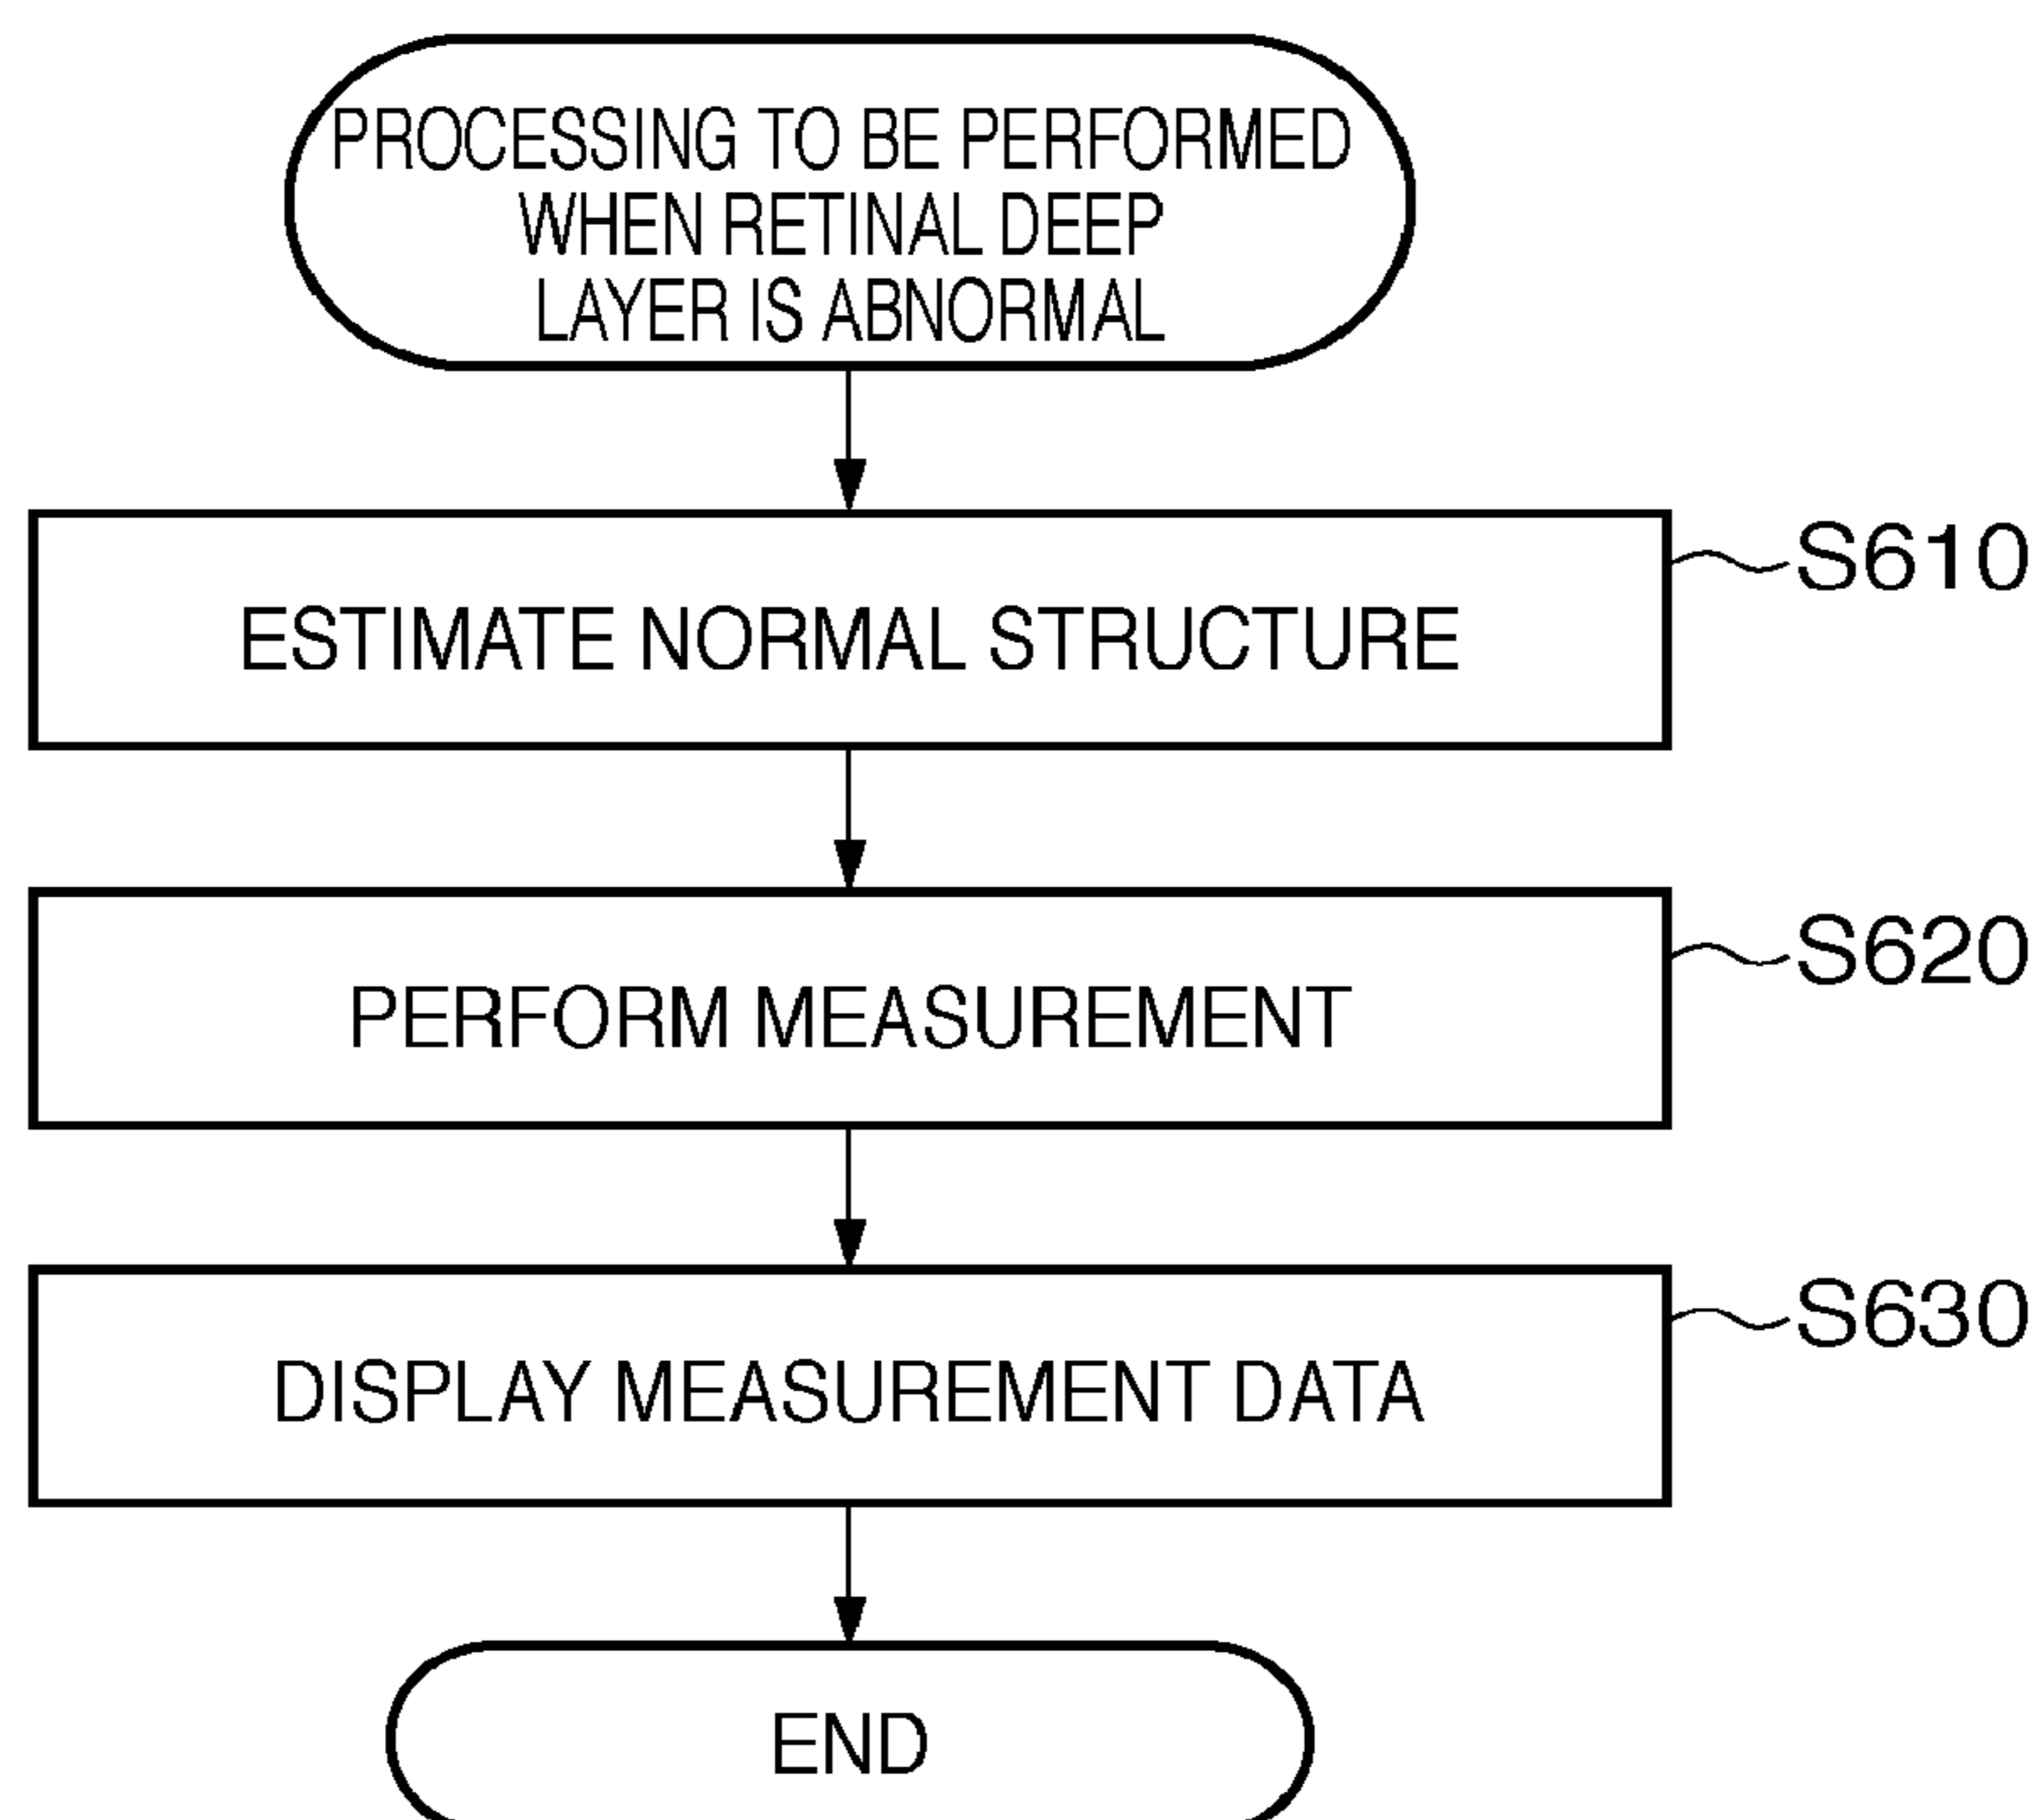 PROCESSING TO BE PERFORMED
WHEN RETINAL DEEP
LAYER IS ABNORMAL
S610
ESTIMATE NORMAL STRUCTURE
S620
PERFORM MEASUREMENT
S630
DISPLAY MEASUREMENT DATA
END